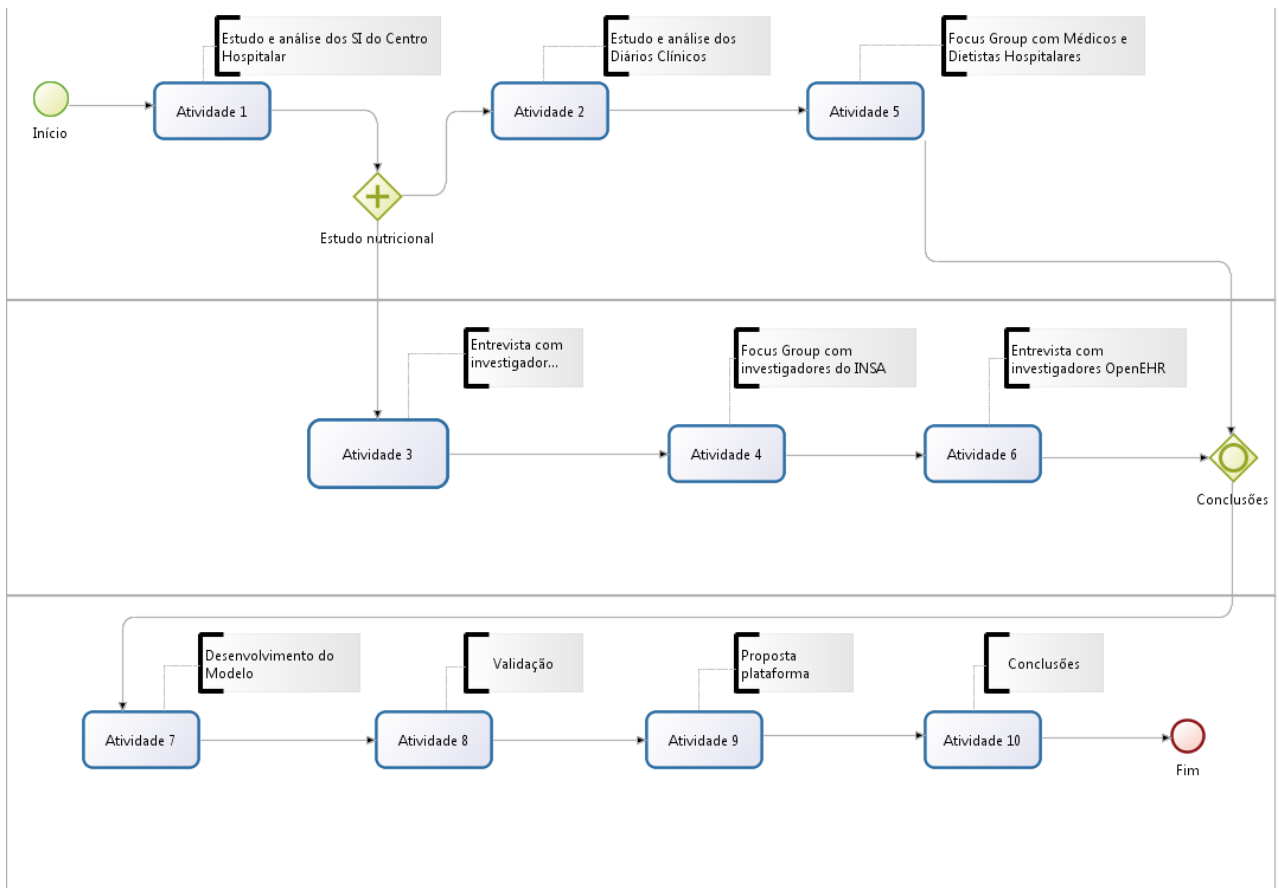 Estudo e análise dos SI do Centro
Hospitalar
Estudo e análise dos
Diários Clínicos
Focus Group com Médicos e
Dietistas Hospitalares
Início
Atividade 1
Atividade 2
Atividade 5
Estudo nutricional
Entrevista com
investigador...
Focus Group com
investigadores do INSA
Entrevista com
investigadores OpenEHR
Atividade 3
Atividade 4
Atividade 6
Conclusões
Desenvolvimento do
Modelo
Validação
Proposta
plataforma
Conclusões
Atividade 7
Atividade 8
Atividade 9
Atividade 10
Fim